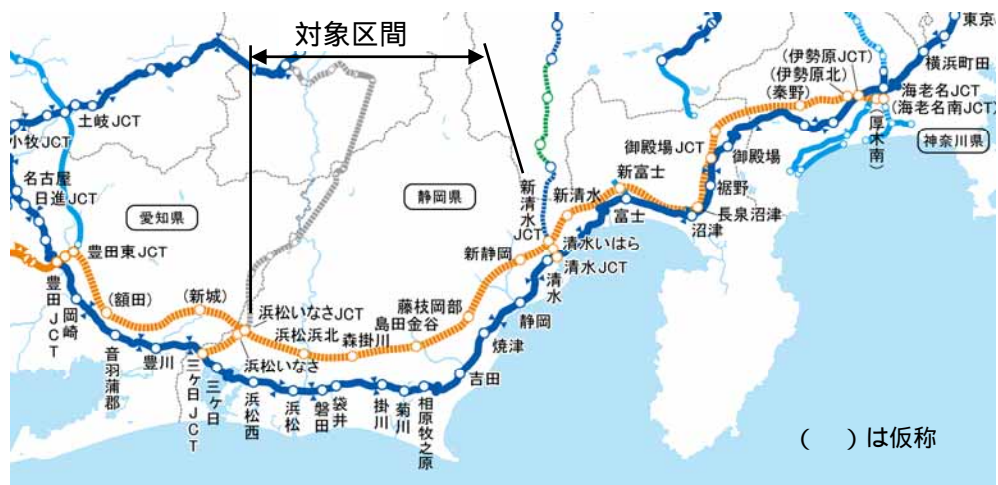 対象区間
東京
横浜町田
(伊勢原JCT)
(伊勢原北)
(秦野)
海老名JCT
(海老名南JCT)
(厚木南)
神奈川県
土岐JCT
小牧JCT
名古屋
日進JCT
愛知県
静岡県
御殿場JCT
御殿場
裾野
長泉沼津
沼津
新富士
富士
新清水
新清水JCT
清水いはら
清水JCT
清水
新静岡
静岡
藤枝岡部
島田金谷
焼津
森掛川
吉田
浜松いなさJCT
浜松浜北
浜松いなさ
(新城)
(額田)
豊田東JCT
豊田JCT
岡崎
音羽蒲郡
豊川
三ケ日JCT
三ケ日
浜松西
浜松
磐田
袋井
掛川
菊川
相原牧之原
(　)は仮称